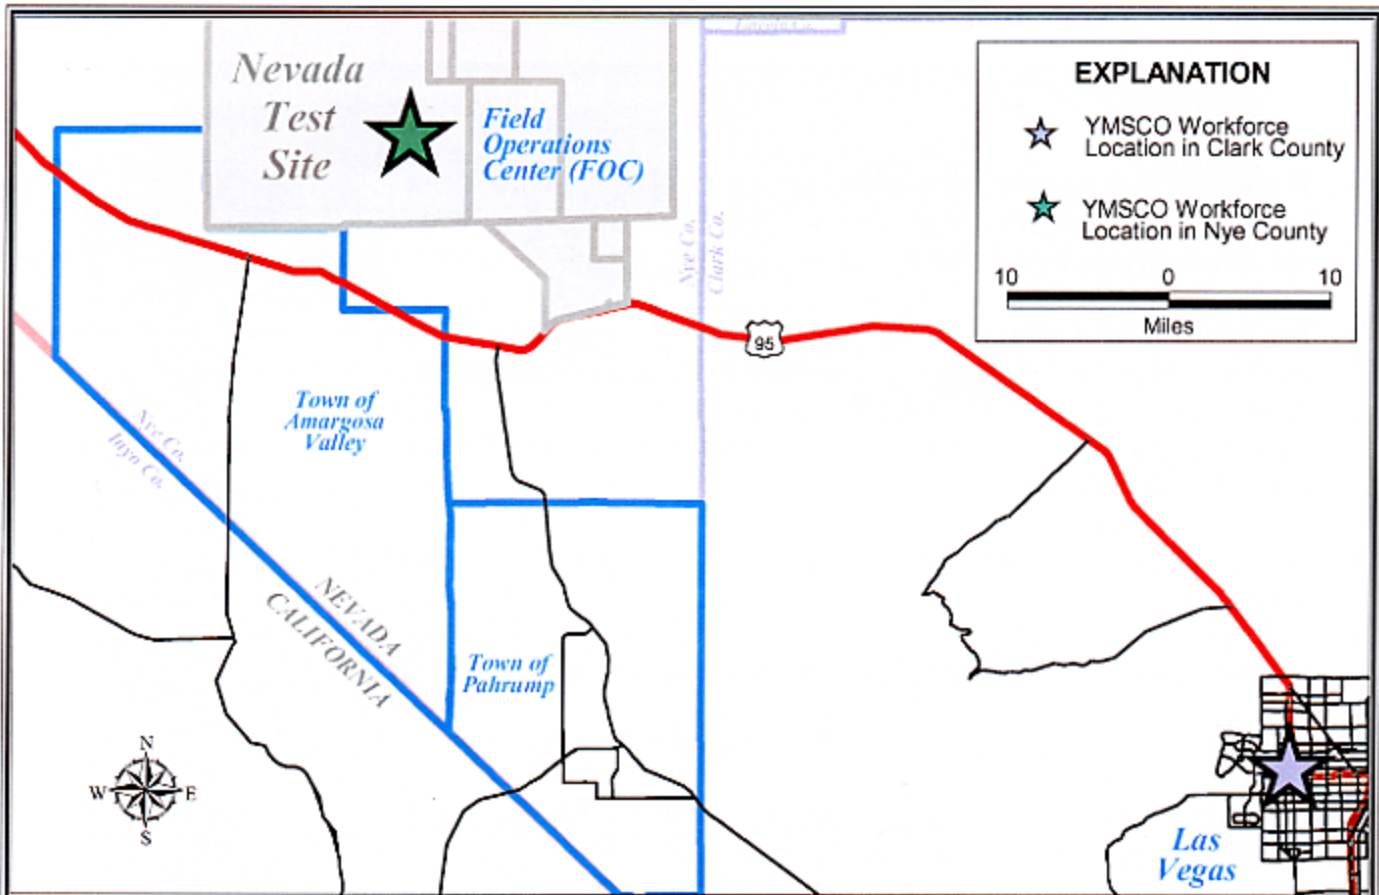 Lincoln Co.
Nevada
Test
Site
Field
Operations
Center (FOC)
EXPLANATION
YMSCO Workforce
Location in Clark County
YMSCO Workforce
Location in Nye County
10 0 10
Miles
Nye Co.
Clark Co.
95
Town of
Amargosa
Valley
Nye Co.
Inyo Co.
NEVADA
CALIFORNIA
Town of
Pahrump
N
W E
S
Las
Vegas